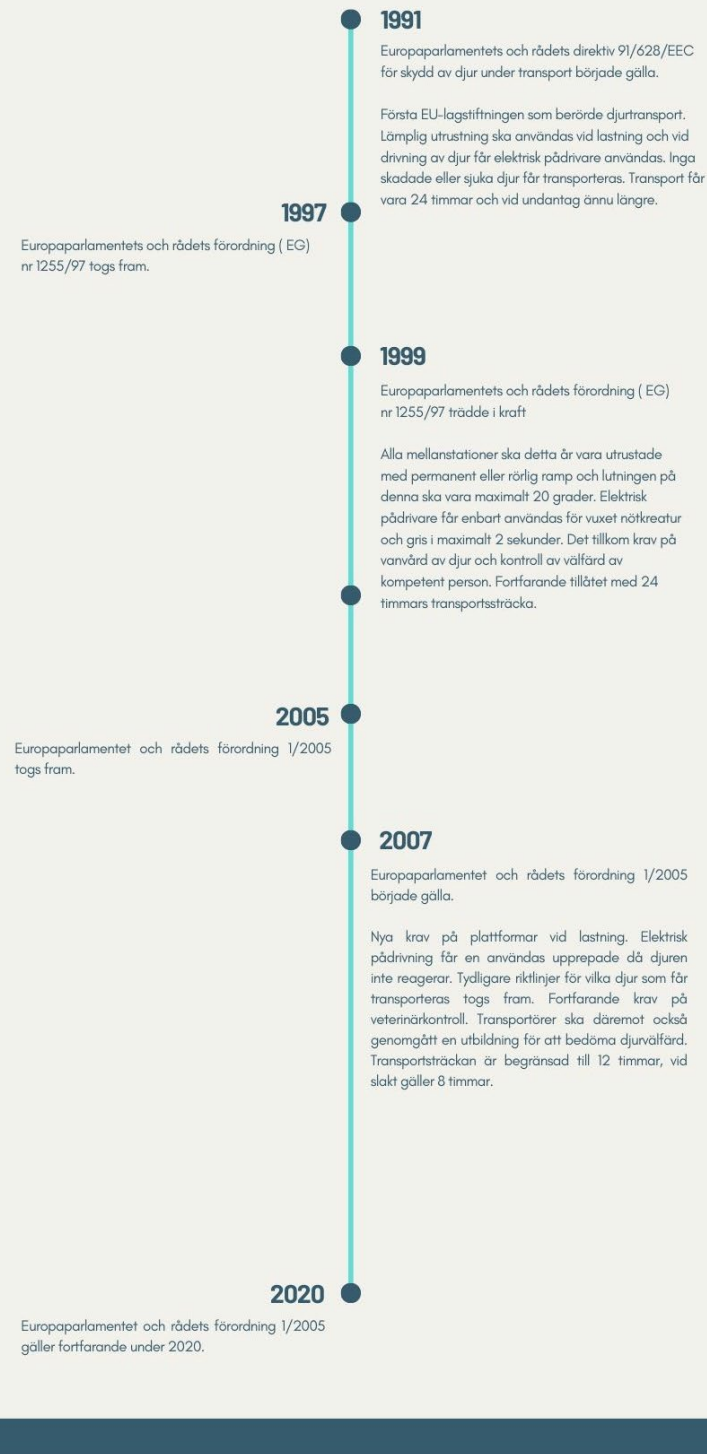 1991
Europaparlamentets och rådets direktiv 91/628/EEC
för skydd av djur under transport började gälla.
Första EU-lagstiftningen som berörde djurtransport.
Lämplig utrustning ska användas vid lastning och vid
drivning av djur får elektrisk pådrivare användas. Inga
skadade eller sjuka djur får transporteras. Transport får
vara 24 timmar och vid undantag ännu längre.
1997
Europaparlamentets och rådets förordning ( EG)
nr 1255/97 togs fram.
1999
Europaparlamentets och rådets förordning ( EG)
nr 1255/97 trädde i kraft
Alla mellanstationer ska detta år vara utrustade
med permanent eller rörlig ramp och lutningen på
denna ska vara maximalt 20 grader. Elektrisk
pådrivare får enbart användas för vuxet nötkreatur
och gris i maximalt 2 sekunder. Det tillkom krav på
vanvård av djur och kontroll av välfärd av
kompetent person. Fortfarande tillåtet med 24
timmars transportssträcka.
2005
Europaparlamentet och rådets förordning 1/2005
togs fram.
2007
Europaparlamentet och rådets förordning 1/2005
började gälla.
Nya krav på plattformar vid lastning. Elektrisk
pådrivning får en användas upprepade då djuren
inte reagerar. Tydligare riktlinjer för vilka djur som får
transporteras togs fram. Fortfarande krav på
veterinärkontroll. Transportörer ska däremot också
genomgått en utbildning för att bedöma djurvälfärd.
Transportsträckan är begränsad till 12 timmar, vid
slakt gäller 8 timmar.
2020
Europaparlamentet och rådets förordning 1/2005
gäller fortfarande under 2020.